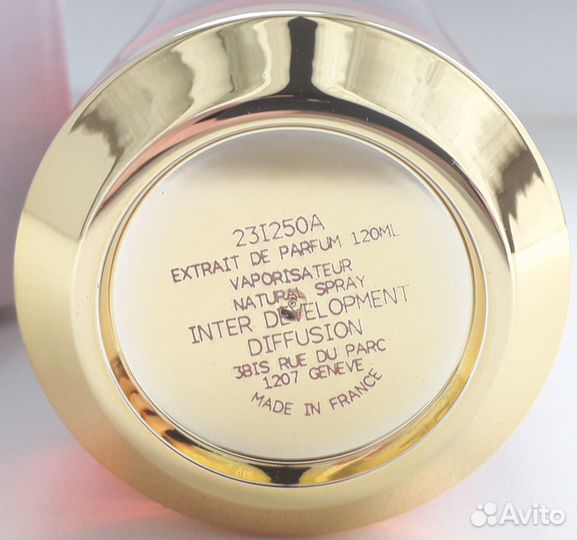 23I250A
EXTRAIT DE PARFUM 120ML
VAPORISATEUR
NATURAL SPRAY
INTER DEVELOPMENT
DIFFUSION
3BIS RUE DU PARC
1207 GENEVE
MADE IN FRANCE
Avito